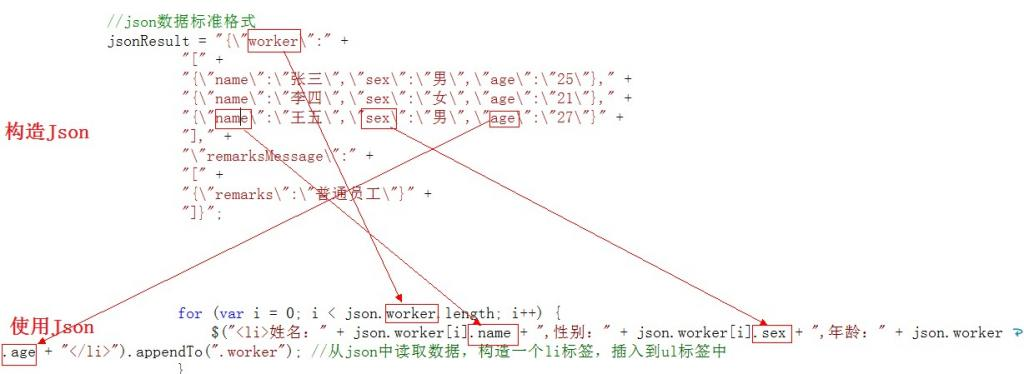 //json数据标准格式
jsonResult = "{\"worker\":" +
"[" +
"{\"name\":\"张三\",\"sex\":\"男\",\"age\":\"25\"}," +
"{\"name\":\"李四\",\"sex\":\"女\",\"age\":\"21\"}," +
"{\"name\":\"王五\",\"sex\":\"男\",\"age\":\"27\"}" +
"]," +
"\"remarksMessage\":" +
"[" +
"{\"remarks\":\"普通员工\"}" +
"]}";
构造Json
使用Json
for (var i = 0; i < json.worker.length; i++) {
$("<li>姓名：" + json.worker[i].name + ",性别：" + json.worker[i].sex + ",年龄：" + json.worker
.age + "</li>").appendTo(".worker"); //从json中读取数据，构造一个li标签，插入到ul标签中
}